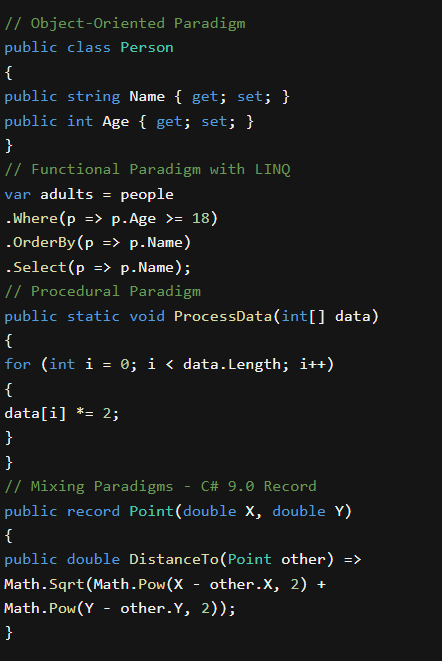 // Object-Oriented Paradigm
public class Person
{
public string Name { get; set; }
public int Age { get; set; }
}
// Functional Paradigm with LINQ
var adults = people
.Where(p => p.Age >= 18)
.OrderBy(p => p.Name)
.Select(p => p.Name);
// Procedural Paradigm
public static void ProcessData(int[] data)
{
for (int i = 0; i < data.Length; i++)
{
data[i] *= 2;
}
}
// Mixing Paradigms - C# 9.0 Record
public record Point(double X, double Y)
{
public double DistanceTo(Point other) =>
Math.Sqrt(Math.Pow(X - other.X, 2) +
Math.Pow(Y - other.Y, 2));
}